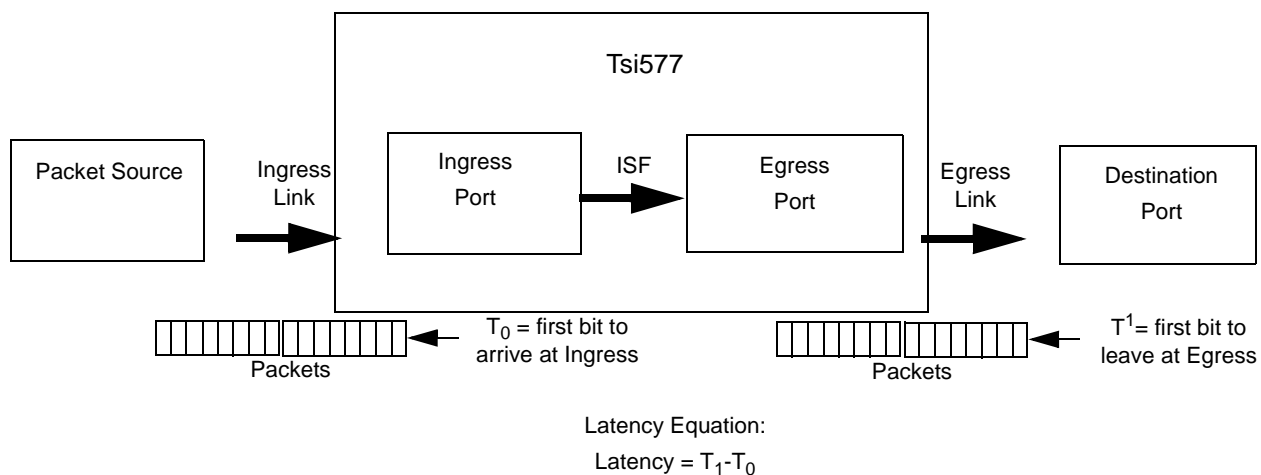 Tsi577
Packet Source
Ingress
Link
Ingress
Port
ISF
Egress
Port
Egress
Link
Destination
Port
T0 = first bit to
arrive at Ingress
Packets
T1= first bit to
leave at Egress
Packets
Latency Equation:
Latency = T1-T0